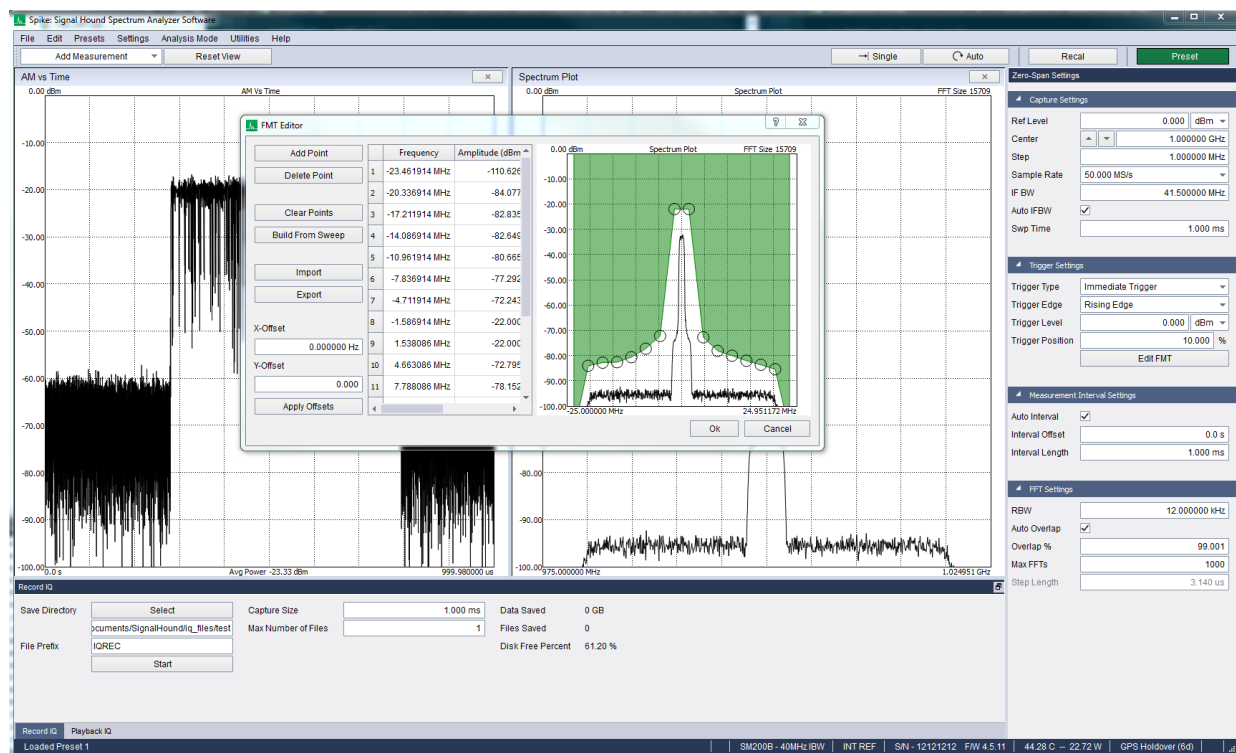 Spike: Signal Hound Spectrum Analyzer Software
File Edit Presets Settings Analysis Mode Utilities Help
Add Measurement Reset View Single Auto Recal Preset
AM vs Time
0.00 dBm AM Vs Time
-10.00
-20.00
-30.00
-40.00
-50.00
-60.00
-70.00
-80.00
-90.00
-100.00
0.0 s Avg Power -23.33 dBm 999.980000 us
Spectrum Plot
0.00 dBm Spectrum Plot FFT Size 15709
-80.00
-90.00
-100.00
975.000000 MHz 1.024951 GHz
FMT Editor
Add Point
Delete Point
Clear Points
Build From Sweep
Import
Export
X-Offset
0.000000 Hz
Y-Offset
0.000
Apply Offsets
Frequency Amplitude (dBm
1 -23.461914 MHz -110.626
2 -20.336914 MHz -84.077
3 -17.211914 MHz -82.835
4 -14.086914 MHz -82.649
5 -10.961914 MHz -80.665
6 -7.836914 MHz -77.292
7 -4.711914 MHz -72.243
8 -1.586914 MHz -22.000
9 1.538086 MHz -22.000
10 4.663086 MHz -72.795
11 7.788086 MHz -78.152
0.00 dBm Spectrum Plot FFT Size 15709
-10.00
-20.00
-30.00
-40.00
-50.00
-60.00
-70.00
-80.00
-90.00
-100.00
-25.000000 MHz 24.951172 MHz
Ok Cancel
Zero-Span Settings
Capture Settings
Ref Level 0.000 dBm
Center 1.000000 GHz
Step 1.000000 MHz
Sample Rate 50.000 MS/s
IF BW 41.500000 MHz
Auto IFBW
Swp Time 1.000 ms
Trigger Settings
Trigger Type Immediate Trigger
Trigger Edge Rising Edge
Trigger Level 0.000 dBm
Trigger Position 10.000 %
Edit FMT
Measurement Interval Settings
Auto Interval
Interval Offset 0.0 s
Interval Length 1.000 ms
FFT Settings
RBW 12.000000 kHz
Auto Overlap
Overlap % 99.001
Max FFTs 1000
Step Length 3.140 us
Record IQ
Save Directory Select
ocuments/SignalHound/iq_files/test
File Prefix IQREC
Start
Capture Size 1.000 ms
Max Number of Files 1
Data Saved 0 GB
Files Saved 0
Disk Free Percent 61.20 %
Record IQ Playback IQ
Loaded Preset 1 SM200B - 40MHz IBW INT REF S/N - 12121212 F/W 4.5.11 44.28 C -- 22.72 W GPS Holdover (6d)